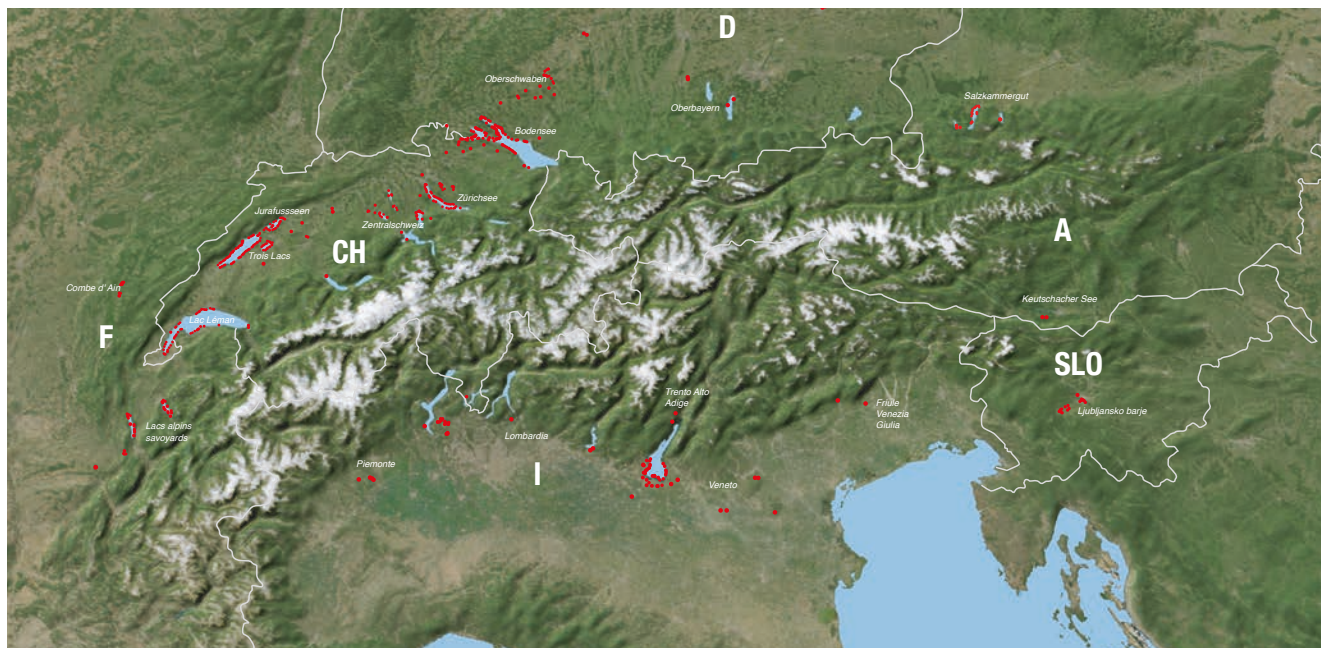 D
Oberschwaben
Oberbayern
Salzkammergut
Bodensee
Zürichsee
Jurafussseen
Zentralschweiz
CH
A
Trois Lacs
Combe d'Ain
Keutschacher See
Lac Léman
F
SLO
Trento Alto
Adige
Friule
Venezia
Giulia
Ljubljansko barje
Lacs alpins
savoyards
Lombardia
Piemonte
I
Veneto